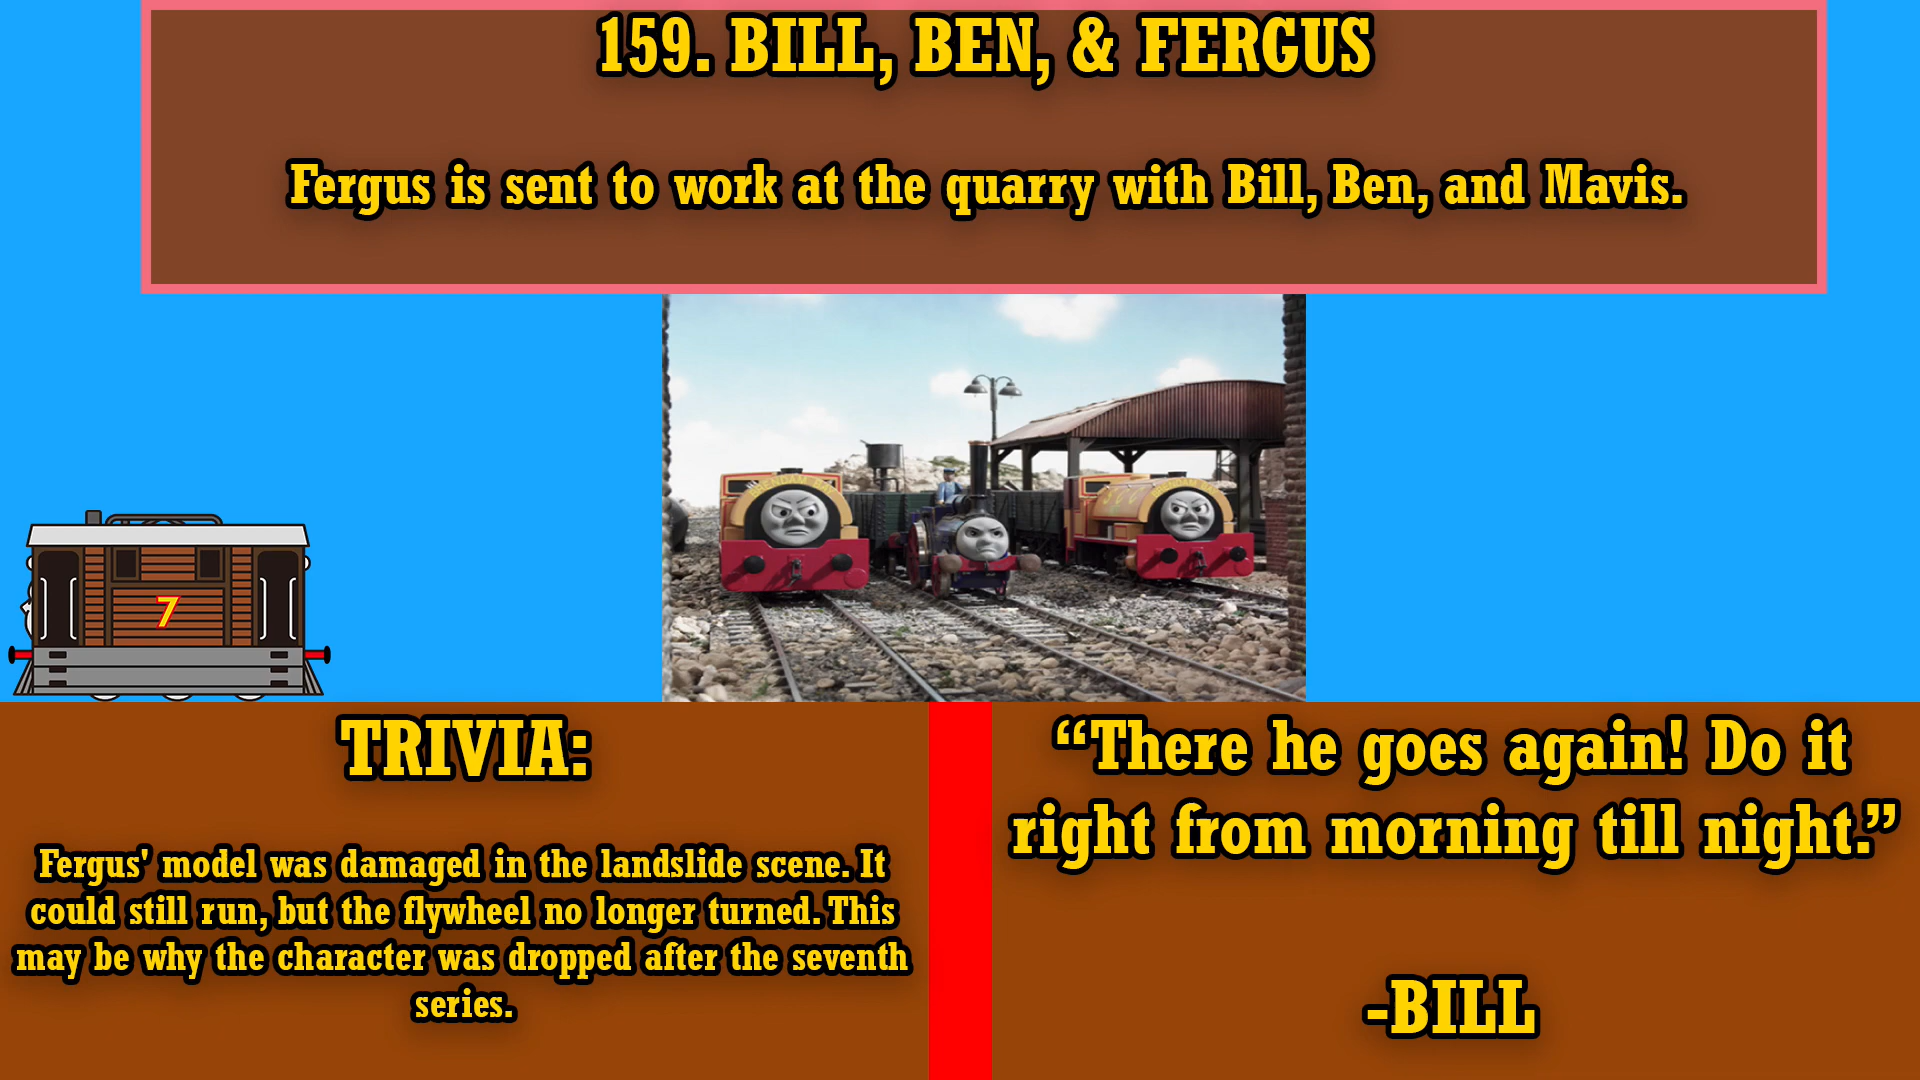 159. BILL, BEN, & FERGUS
Fergus is sent to work at the quarry with Bill, Ben, and Mavis.
7
TRIVIA:
Fergus' model was damaged in the landslide scene. It
could still run, but the flywheel no longer turned. This
may be why the character was dropped after the seventh
series.
“There he goes again! Do it
right from morning till night.”
-BILL